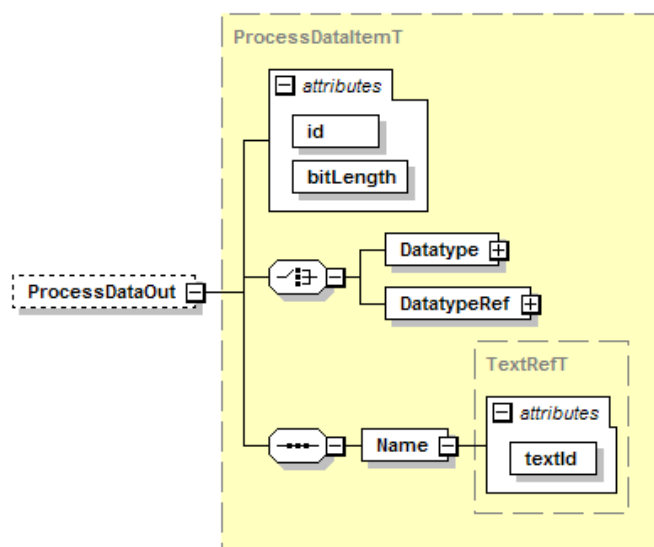 ProcessDataItemT
attributes
id
bitLength
Datatype
ProcessDataOut
DatatypeRef
TextRefT
attributes
Name
textId